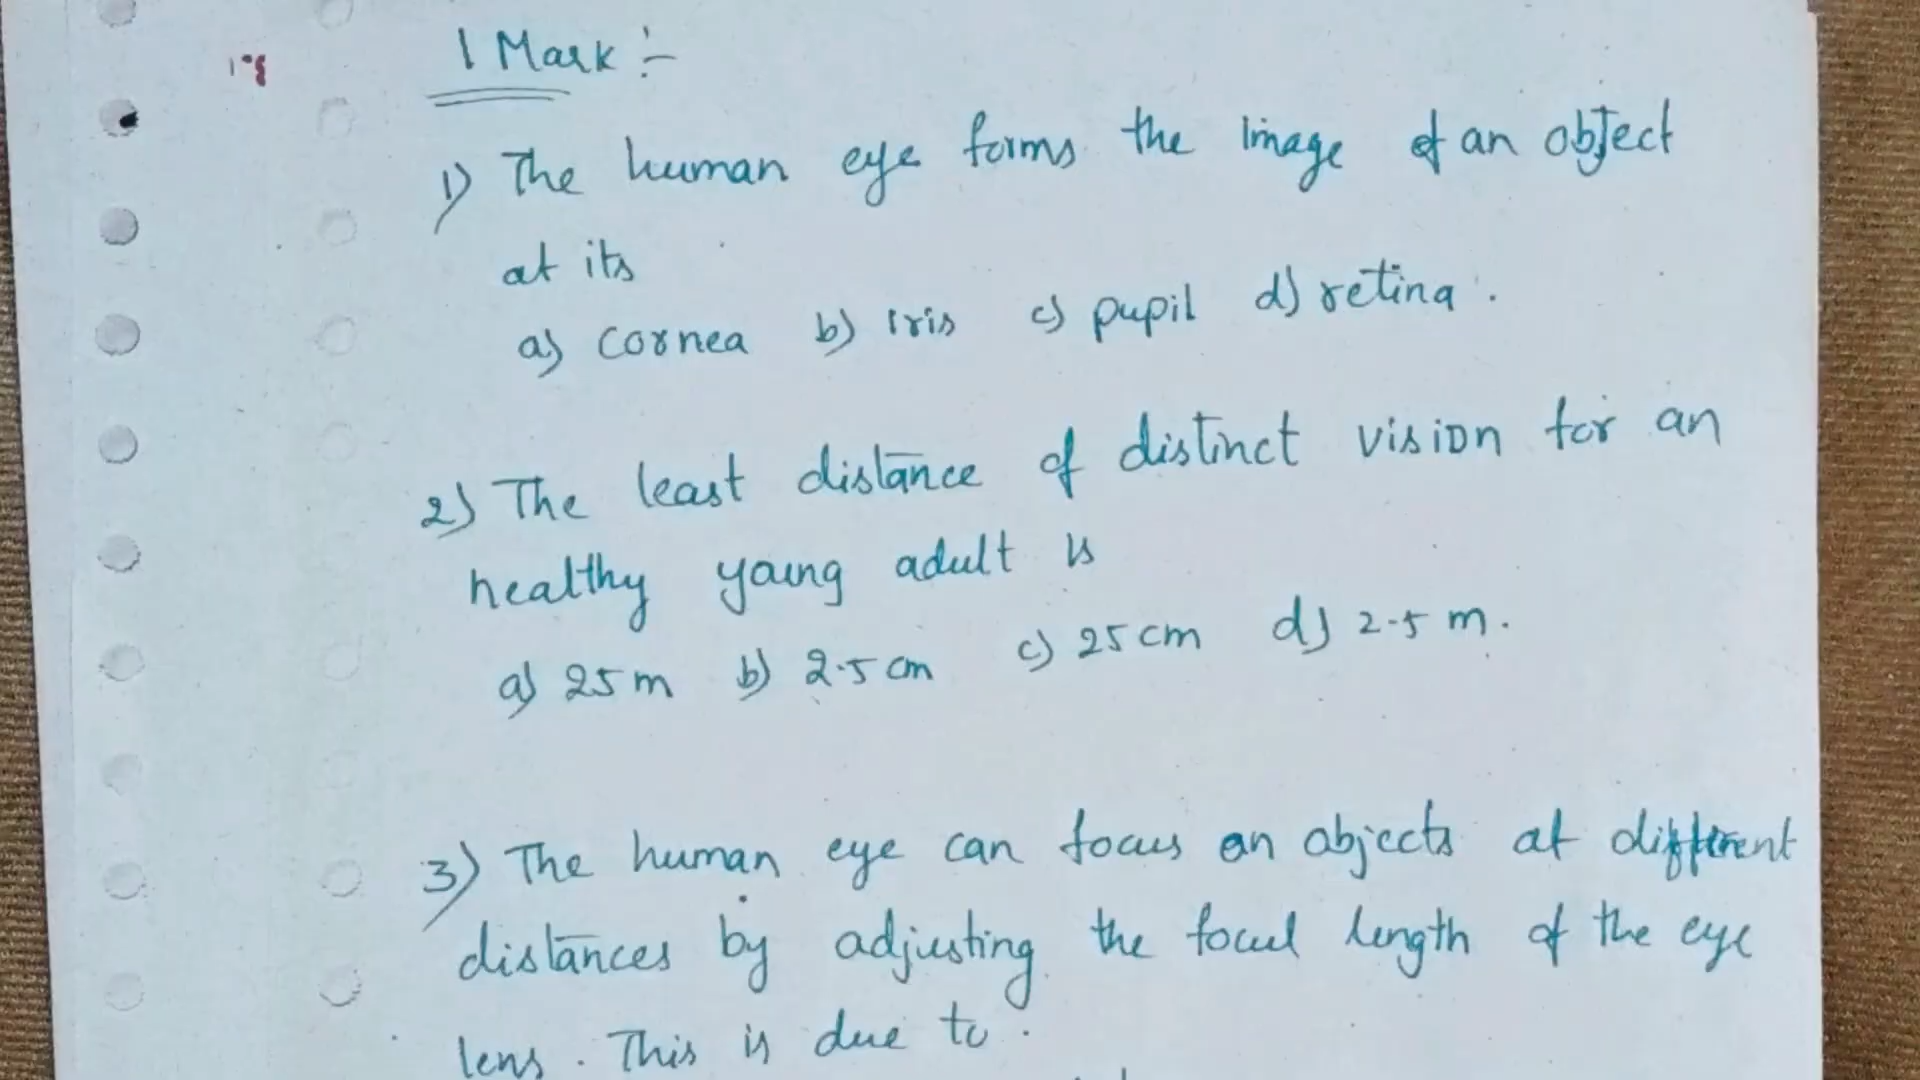 1 Mark :-
1) The human eye forms the image of an object
at its
a) cornea b) Iris c) pupil d) retina.
2) The least distance of distinct vision for an
healthy young adult is
a) 25 m b) 2.5 cm c) 25 cm d) 2.5 m.
3) The human eye can focus on objects at different
distances by adjusting the focul length of the eye
lens. This is due to.